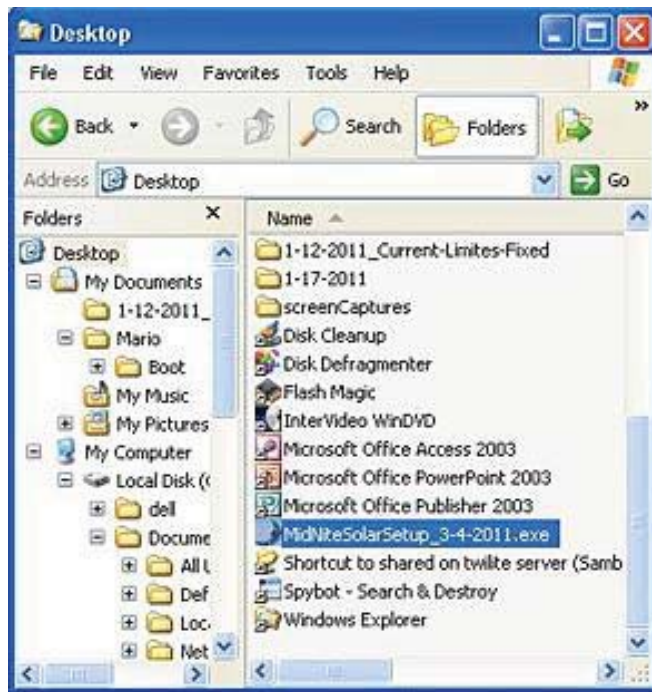 Desktop
File Edit View Favorites Tools Help
Back Search Folders »
Address Desktop Go
Folders x
Desktop
My Documents
1-12-2011_
Mario
Boot
My Music
My Pictures
My Computer
Local Disk (
dell
Docume
All U
Def
Loc
Net
Name
1-12-2011_Current-Limites-Fixed
1-17-2011
screenCaptures
Disk Cleanup
Disk Defragmenter
Flash Magic
InterVideo WinDVD
Microsoft Office Access 2003
Microsoft Office PowerPoint 2003
Microsoft Office Publisher 2003
MidNiteSolarSetup_3-4-2011.exe
Shortcut to shared on twilite server (Samb
Spybot - Search & Destroy
Windows Explorer